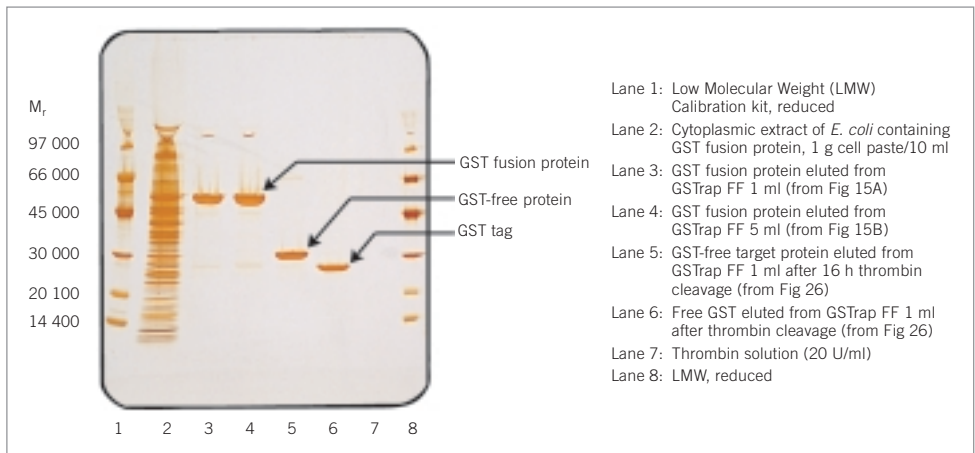 Mr
97 000
66 000
45 000
30 000
20 100
14 400
GST fusion protein
GST-free protein
GST tag
1 2 3 4 5 6 7 8
Lane 1: Low Molecular Weight (LMW)
Calibration kit, reduced
Lane 2: Cytoplasmic extract of E. coli containing
GST fusion protein, 1 g cell paste/10 ml
Lane 3: GST fusion protein eluted from
GSTrap FF 1 ml (from Fig 15A)
Lane 4: GST fusion protein eluted from
GSTrap FF 5 ml (from Fig 15B)
Lane 5: GST-free target protein eluted from
GSTrap FF 1 ml after 16 h thrombin
cleavage (from Fig 26)
Lane 6: Free GST eluted from GSTrap FF 1 ml
after thrombin cleavage (from Fig 26)
Lane 7: Thrombin solution (20 U/ml)
Lane 8: LMW, reduced